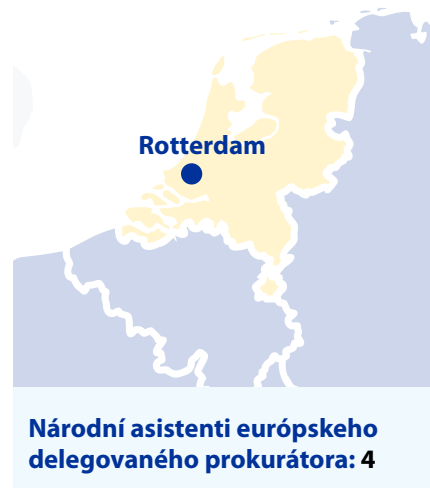 Rotterdam
Národní asistenti európskeho
delegovaného prokurátora: 4